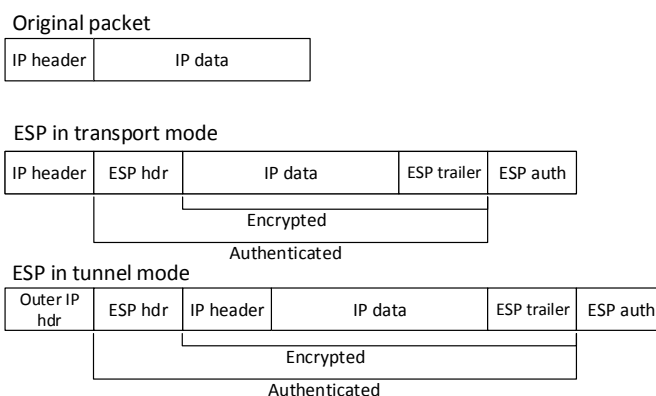 Original packet
IP header IP data
ESP in transport mode
IP header ESP hdr IP data ESP trailer ESP auth
Encrypted
Authenticated
ESP in tunnel mode
Outer IP
hdr ESP hdr IP header IP data ESP trailer ESP auth
Encrypted
Authenticated